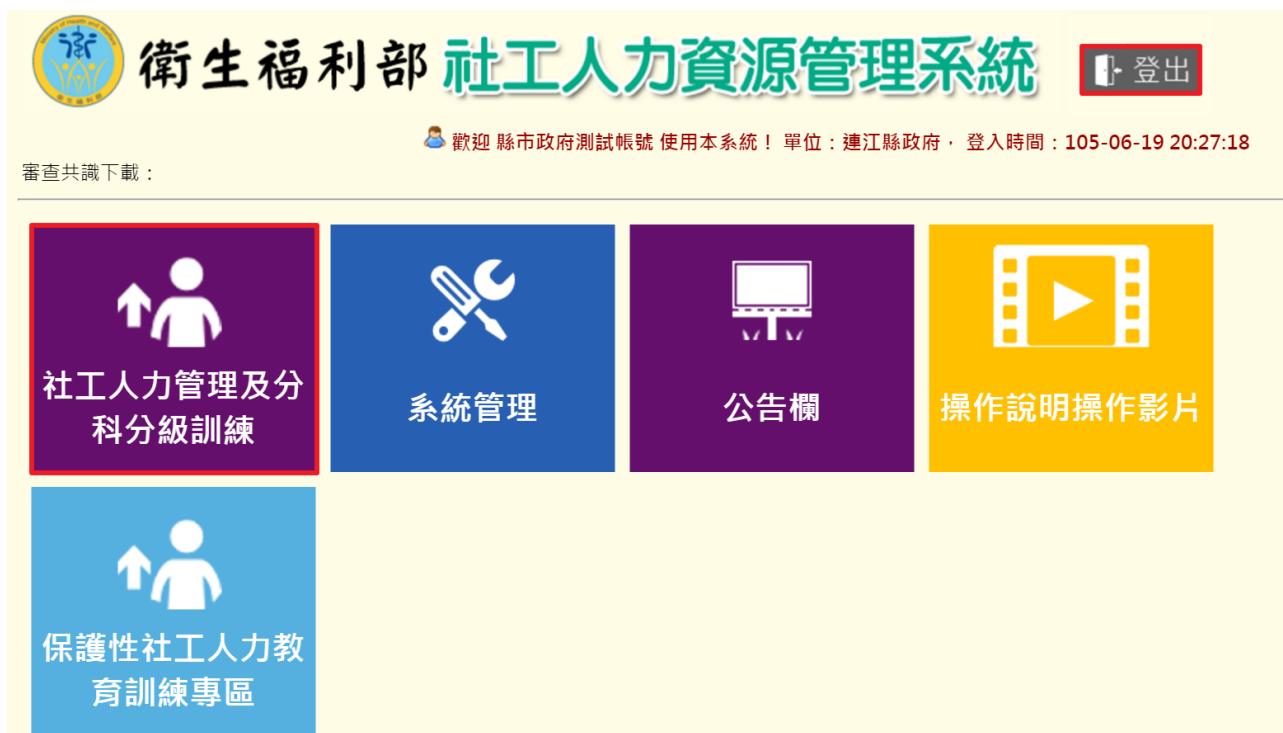 衛生福利部 社工人力資源管理系統 登出
歡迎 縣市政府測試帳號 使用本系統! 單位:連江縣政府, 登入時間:105-06-19 20:27:18
審查共識下載:
社工人力管理及分
科分級訓練
系統管理
公告欄
操作說明操作影片
保護性社工人力教
育訓練專區